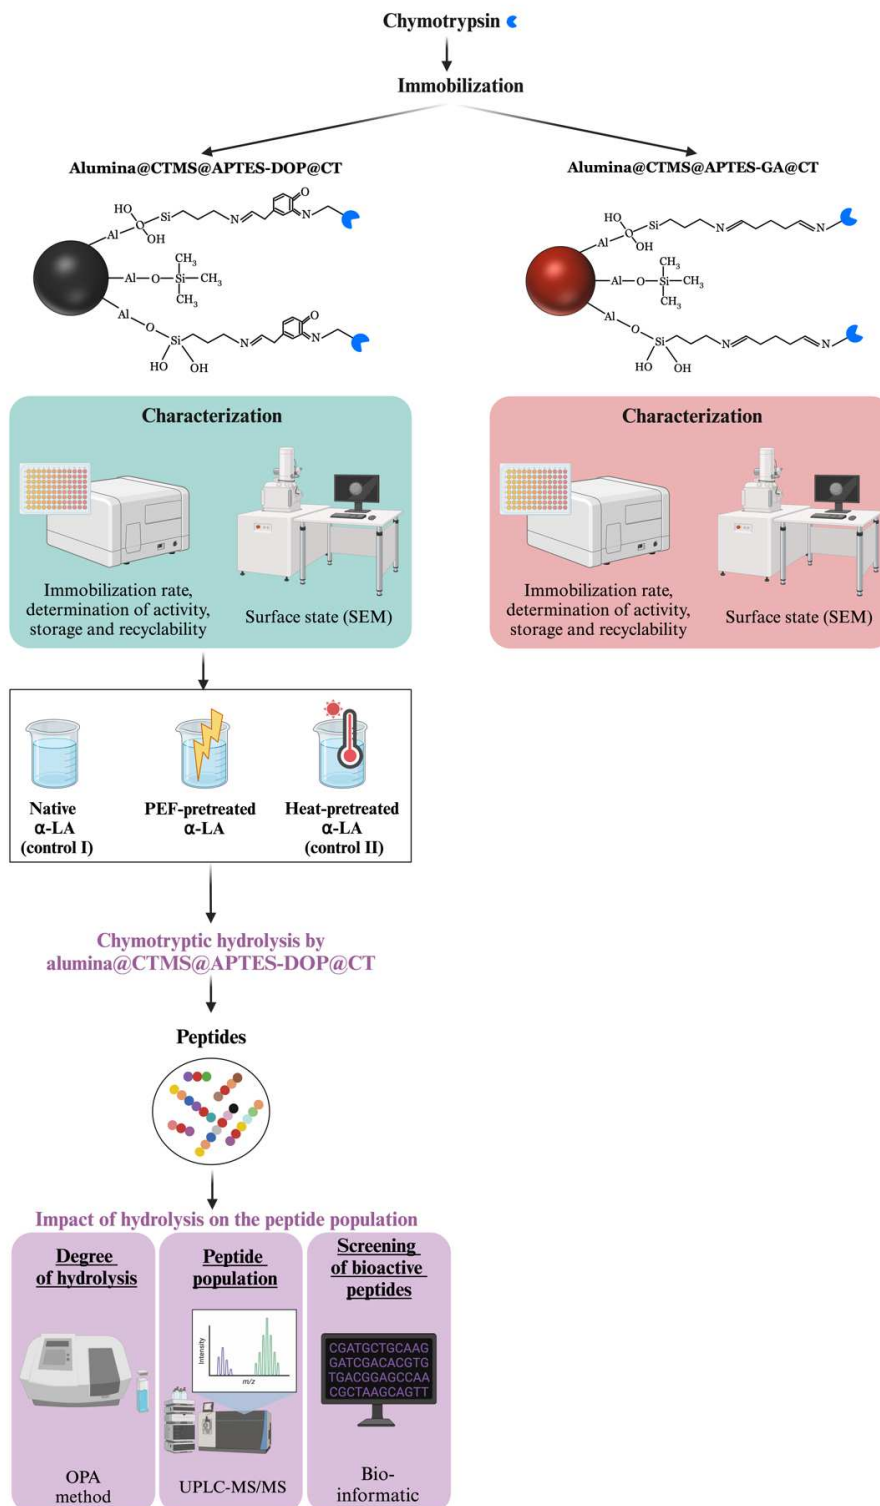 Chymotrypsin
Immobilization
Alumina@CTMS@APTES-DOP@CT
Alumina@CTMS@APTES-GA@CT
HO
O
Si
OH
Al
N
O
N
CH3
Al—O—Si—CH3
CH3
Al
O
Si
HO
OH
N
O
N
HO
O
Si
OH
Al
N
N
CH3
Al—O—Si—CH3
CH3
Al
O
Si
HO
OH
N
N
Characterization
Immobilization rate,
determination of activity,
storage and recyclability
Surface state (SEM)
Characterization
Immobilization rate,
determination of activity,
storage and recyclability
Surface state (SEM)
Native
α-LA
(control I)
PEF-pretreated
α-LA
Heat-pretreated
α-LA
(control II)
Chymotryptic hydrolysis by
alumina@CTMS@APTES-DOP@CT
Peptides
Impact of hydrolysis on the peptide population
Degree
of hydrolysis
OPA
method
Peptide
population
Intensity
m/z
UPLC-MS/MS
Screening
of bioactive
peptides
CGATGCTGCAAG
GATCGACACGTG
TGACGGAGCCAA
CGCTAAGCAGTT
Bio-
informatic